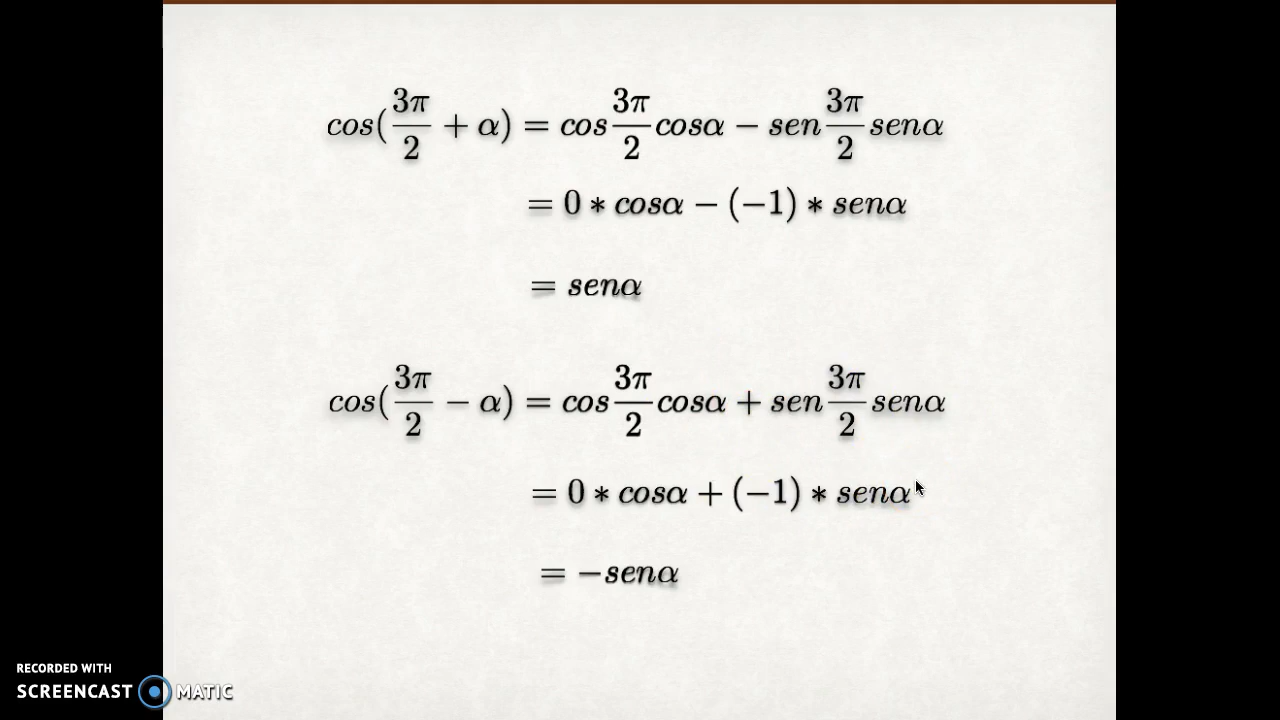 cos(3π/2 + α) = cos 3π/2 cosα − sen 3π/2 senα
= 0 * cosα − (−1) * senα
= senα
cos(3π/2 − α) = cos 3π/2 cosα + sen 3π/2 senα
= 0 * cosα + (−1) * senα
= −senα
RECORDED WITH
SCREENCAST MATIC